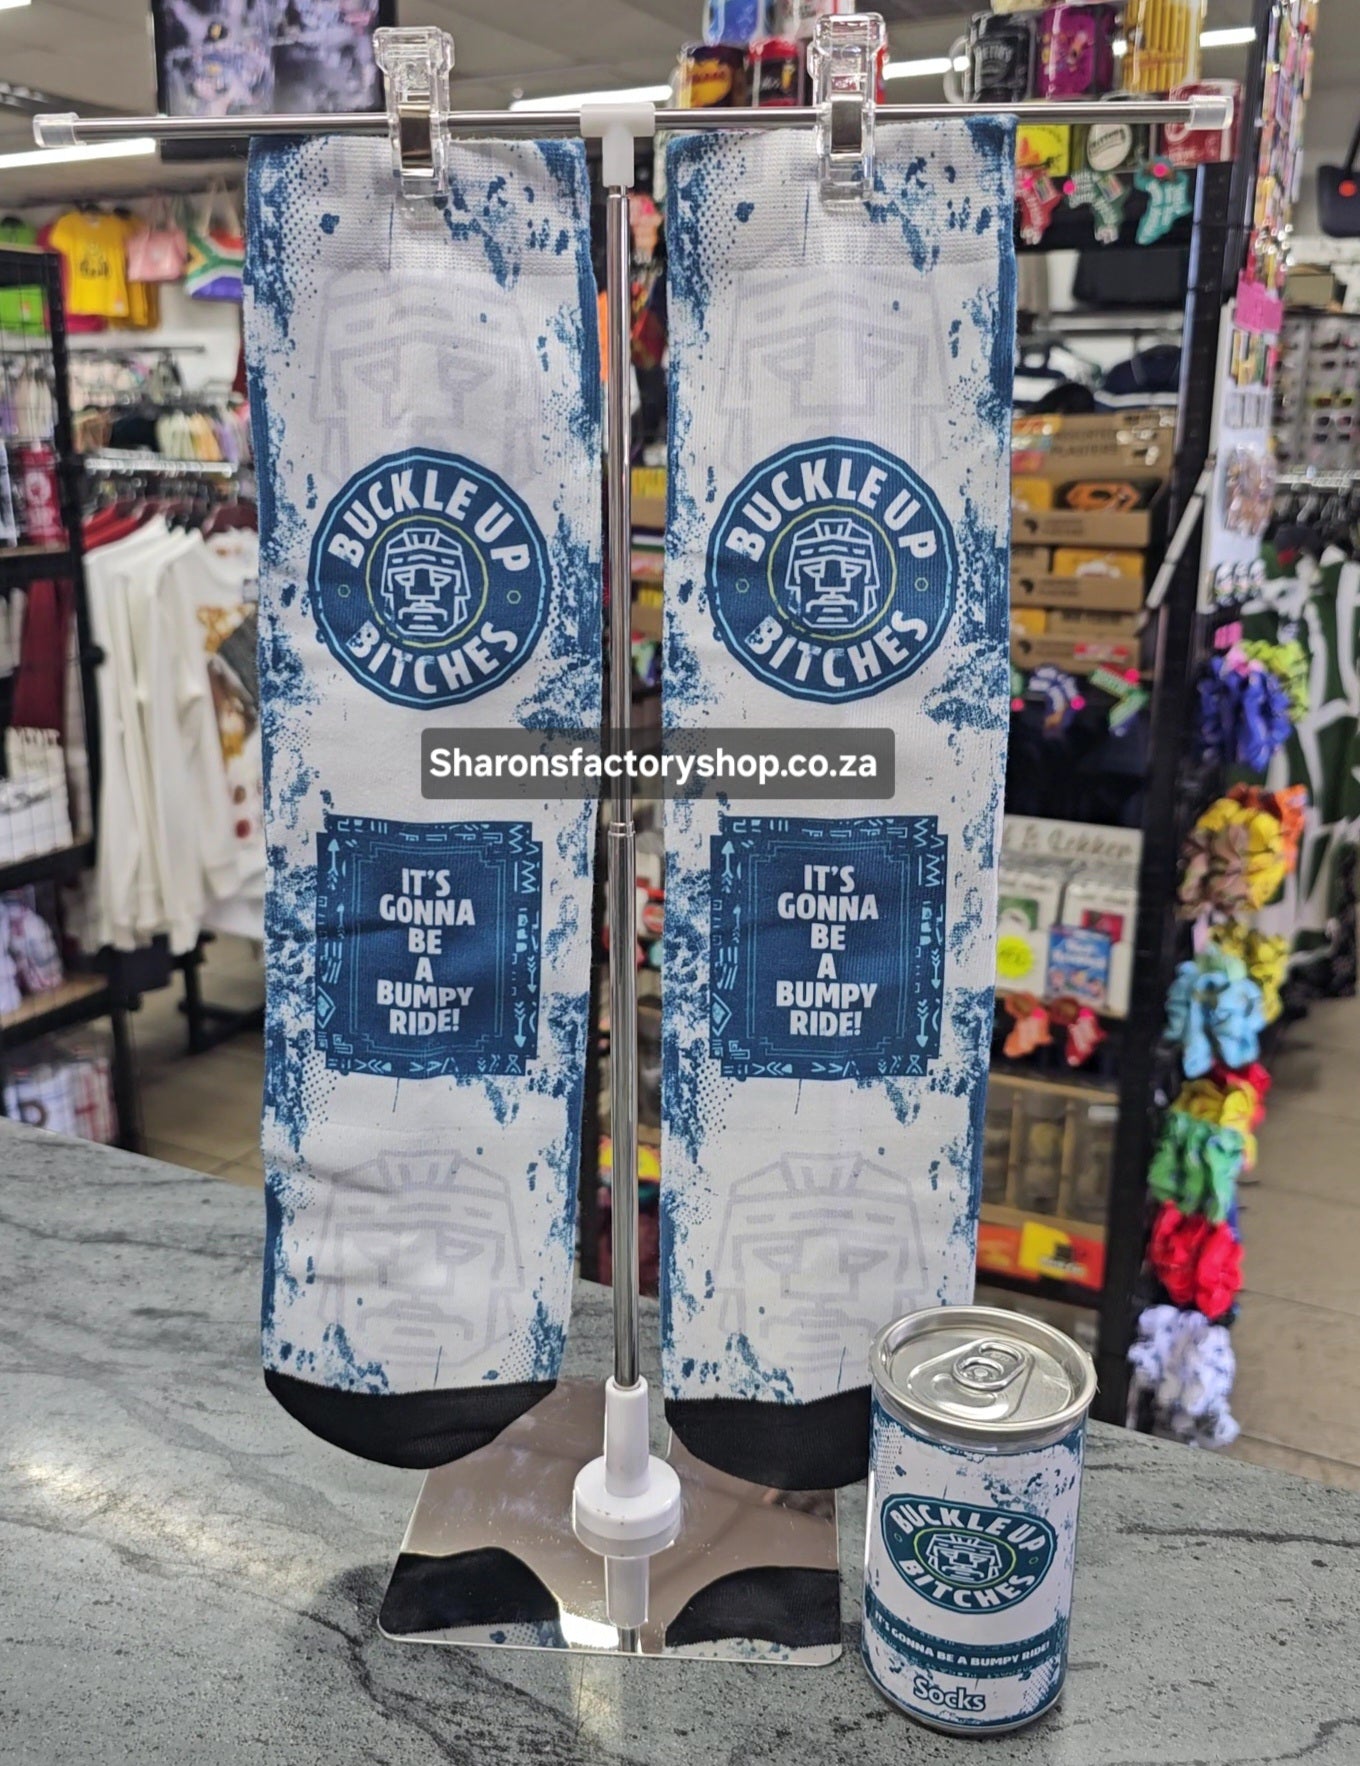 BUCKLE UP
BITCHES
BUCKLE UP
BITCHES
Sharonsfactoryshop.co.za
IT'S
GONNA
BE
A
BUMPY
RIDE!
IT'S
GONNA
BE
A
BUMPY
RIDE!
BUCKLE UP
BITCHES
IT'S GONNA BE A BUMPY RIDE!
Socks